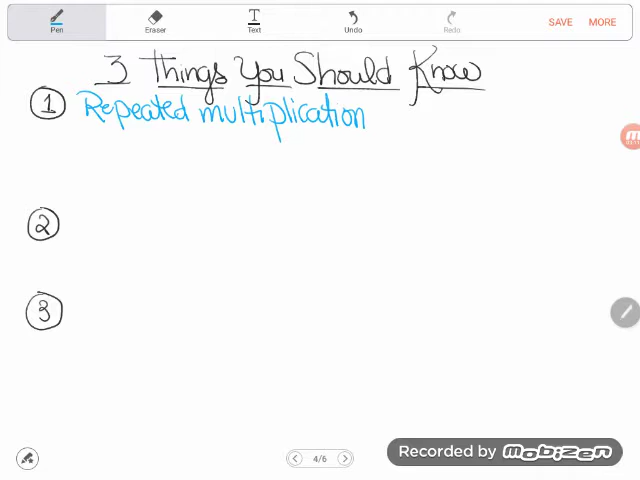 Pen Eraser Text Undo Redo SAVE MORE
3 Things You Should Know
1 Repeated multiplication
2
3
4/6
Recorded by mobizen